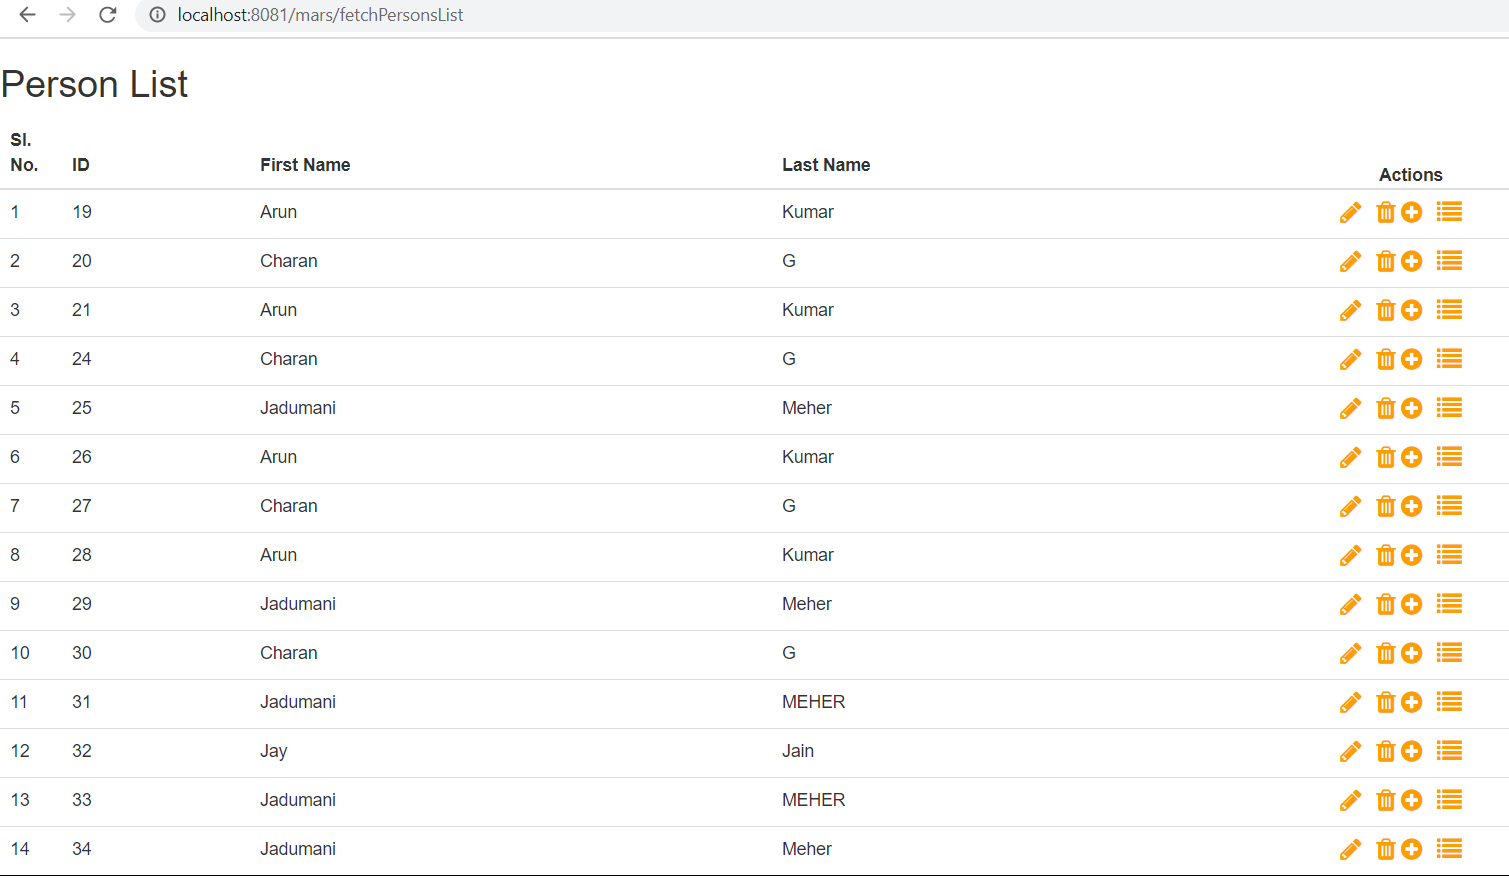 localhost:8081/mars/fetchPersonsList
Person List
Sl. No. ID First Name Last Name Actions
1 19 Arun Kumar
2 20 Charan G
3 21 Arun Kumar
4 24 Charan G
5 25 Jadumani Meher
6 26 Arun Kumar
7 27 Charan G
8 28 Arun Kumar
9 29 Jadumani Meher
10 30 Charan G
11 31 Jadumani MEHER
12 32 Jay Jain
13 33 Jadumani MEHER
14 34 Jadumani Meher